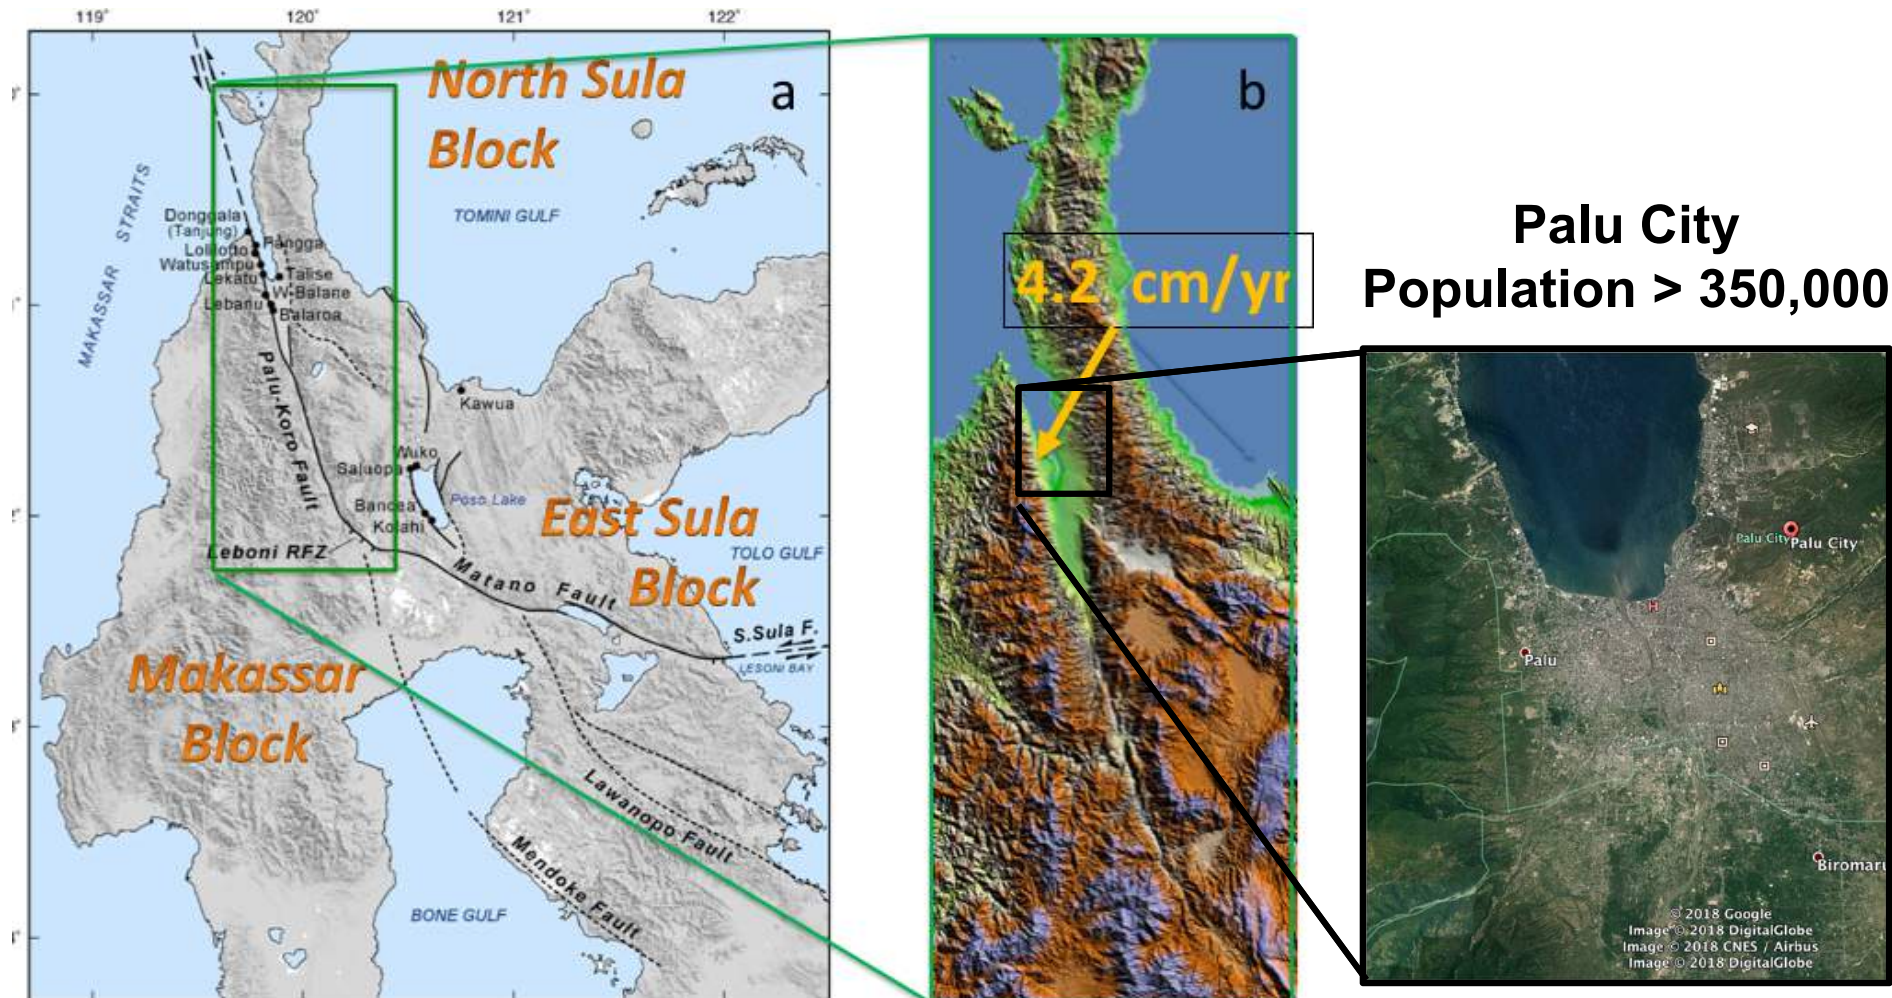 119°
120°
121°
122°
North Sula
Block
a
MAKASSAR STRAITS
TOMINI GULF
Donggala
(Tanjung)
Pangga
Watusampu
Lekatu
Talise
W-Balane
Lebanu
Balaroa
Palu-Koro Fault
Kawua
Wuko
Saluopa
Poso Lake
Bancea
Kolahi
East Sula
Block
TOLO GULF
Leboni RFZ
Matano Fault
S.Sula F.
LESONI BAY
Makassar
Block
Lawanopo Fault
Mendoke Fault
BONE GULF
b
4.2 cm/yr
Palu City
Population > 350,000
Palu City
Palu City
H
Palu
Biromaru
© 2018 Google
Image © 2018 DigitalGlobe
Image © 2018 CNES / Airbus
Image © 2018 DigitalGlobe